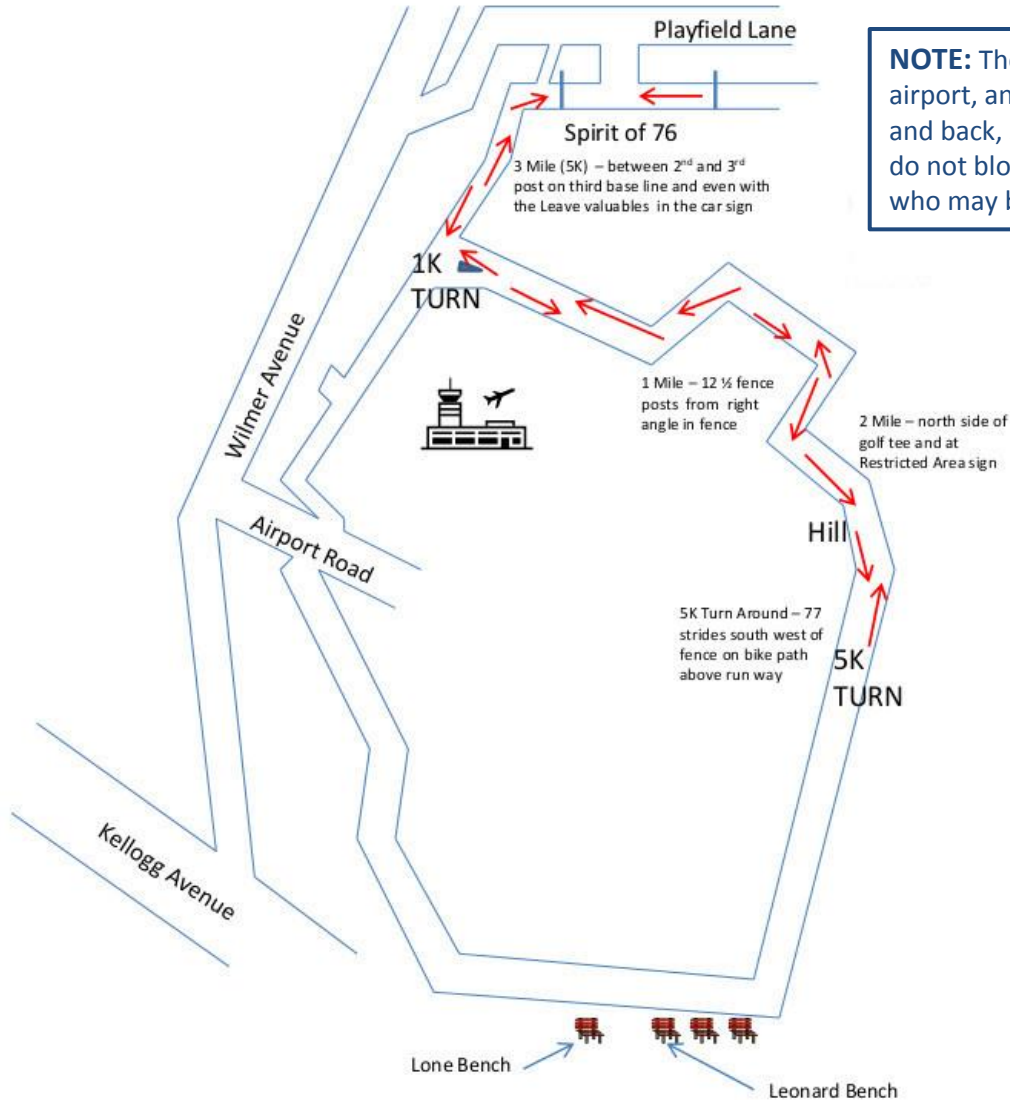 Playfield Lane
NOTE: The
airport, an
and back,
do not blo
who may b
Spirit of 76
3 Mile (5K) – between 2nd and 3rd
post on third base line and even with
the Leave valuables in the car sign
1K
TURN
Wilmer Avenue
1 Mile – 12 ½ fence
posts from right
angle in fence
2 Mile – north side of
golf tee and at
Restricted Area sign
Hill
Airport Road
5K Turn Around – 77
strides south west of
fence on bike path
above run way
5K
TURN
Kellogg Avenue
Lone Bench
Leonard Bench